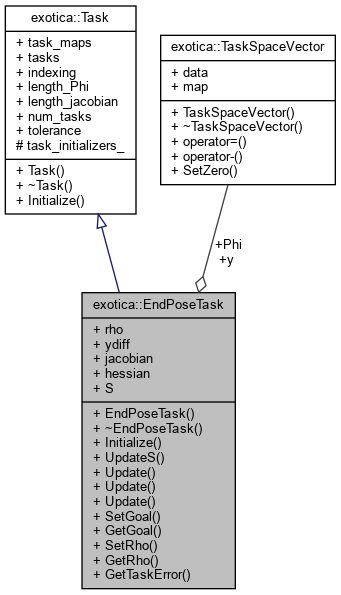 exotica::Task
+ task_maps
+ tasks
+ indexing
+ length_Phi
+ length_jacobian
+ num_tasks
+ tolerance
# task_initializers_
+ Task()
+ ~Task()
+ Initialize()
exotica::TaskSpaceVector
+ data
+ map
+ TaskSpaceVector()
+ ~TaskSpaceVector()
+ operator=()
+ operator-()
+ SetZero()
+Phi
+y
exotica::EndPoseTask
+ rho
+ ydiff
+ jacobian
+ hessian
+ S
+ EndPoseTask()
+ ~EndPoseTask()
+ Initialize()
+ UpdateS()
+ Update()
+ Update()
+ Update()
+ SetGoal()
+ GetGoal()
+ SetRho()
+ GetRho()
+ GetTaskError()